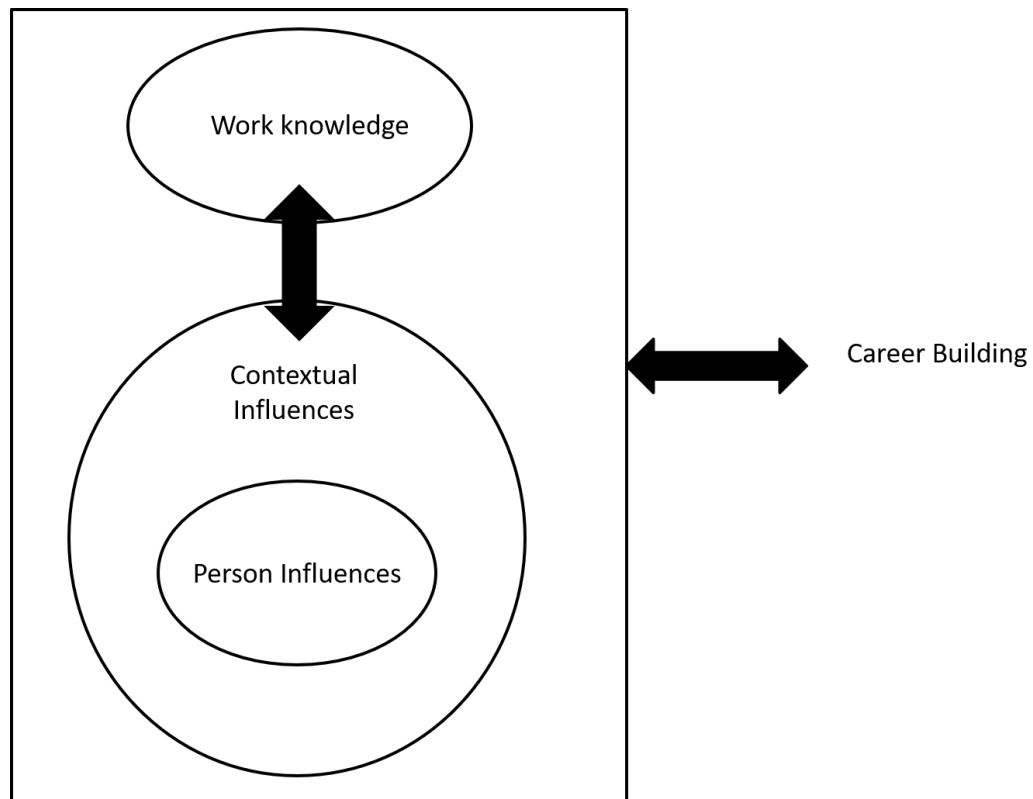 Work knowledge
Contextual
Influences
Career Building
Person Influences